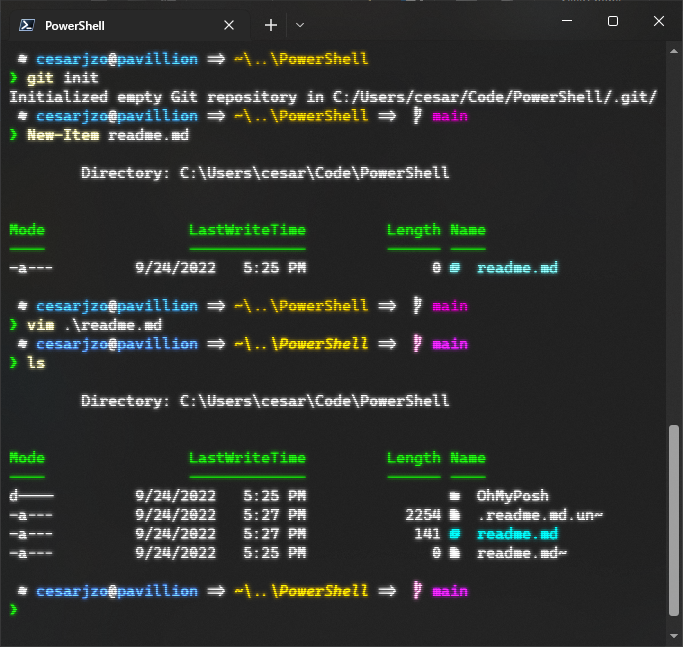 PowerShell
cesarjzo@pavillion => ~\..\PowerShell
❯ git init
Initialized empty Git repository in C:/Users/cesar/Code/PowerShell/.git/
cesarjzo@pavillion => ~\..\PowerShell => main
❯ New-Item readme.md
Directory: C:\Users\cesar\Code\PowerShell
Mode LastWriteTime Length Name
-a--- 9/24/2022 5:25 PM 0 readme.md
cesarjzo@pavillion => ~\..\PowerShell => main
❯ vim .\readme.md
cesarjzo@pavillion => ~\..\PowerShell => main
❯ ls
Directory: C:\Users\cesar\Code\PowerShell
Mode LastWriteTime Length Name
d---- 9/24/2022 5:25 PM OhMyPosh
-a--- 9/24/2022 5:27 PM 2254 .readme.md.un~
-a--- 9/24/2022 5:27 PM 141 readme.md
-a--- 9/24/2022 5:25 PM 0 readme.md~
cesarjzo@pavillion => ~\..\PowerShell => main
❯